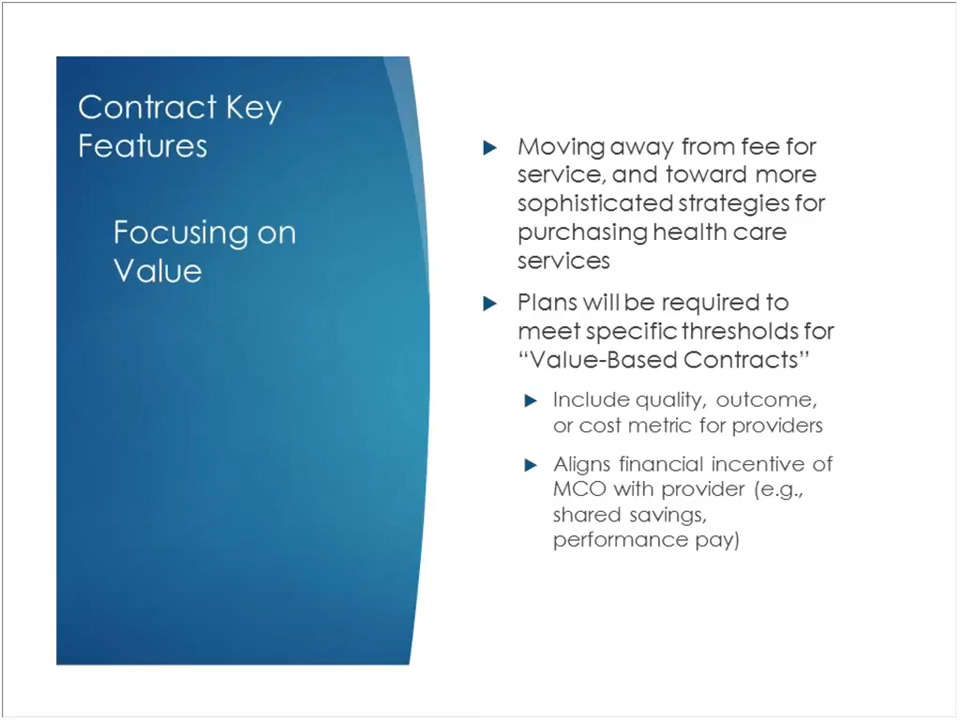 Contract Key
Features
Focusing on
Value
Moving away from fee for
service, and toward more
sophisticated strategies for
purchasing health care
services
Plans will be required to
meet specific thresholds for
“Value-Based Contracts”
Include quality, outcome,
or cost metric for providers
Aligns financial incentive of
MCO with provider (e.g.,
shared savings,
performance pay)